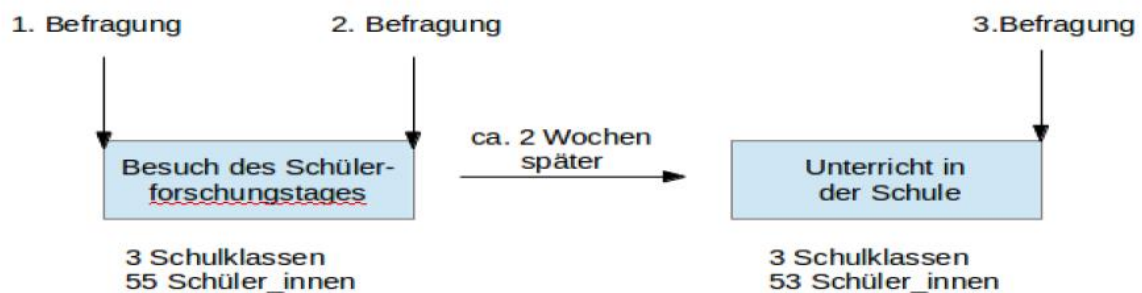 1. Befragung
2. Befragung
3.Befragung
Besuch des Schüler-
forschungstages
ca. 2 Wochen
später
Unterricht in
der Schule
3 Schulklassen
55 Schüler_innen
3 Schulklassen
53 Schüler_innen